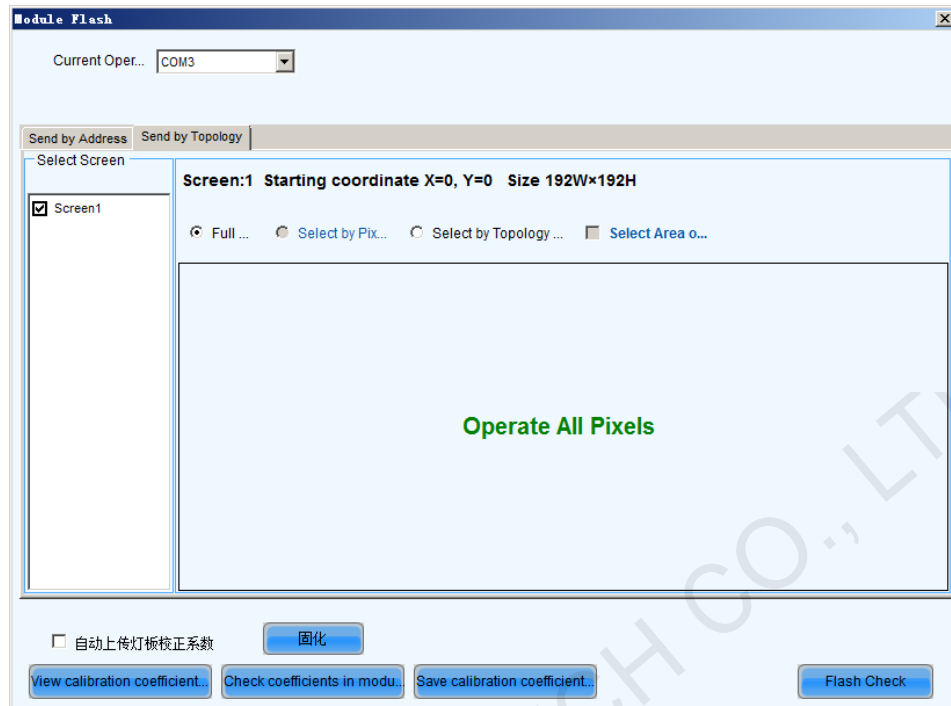 Module Flash
Current Oper... COM3
Send by Address Send by Topology
Select Screen
Screen:1 Starting coordinate X=0, Y=0 Size 192W×192H
Screen1
Full ... Select by Pix... Select by Topology ... Select Area o...
Operate All Pixels
CH CO., LT
自动上传灯板校正系数 固化
View calibration coefficient... Check coefficients in modu... Save calibration coefficient... Flash Check